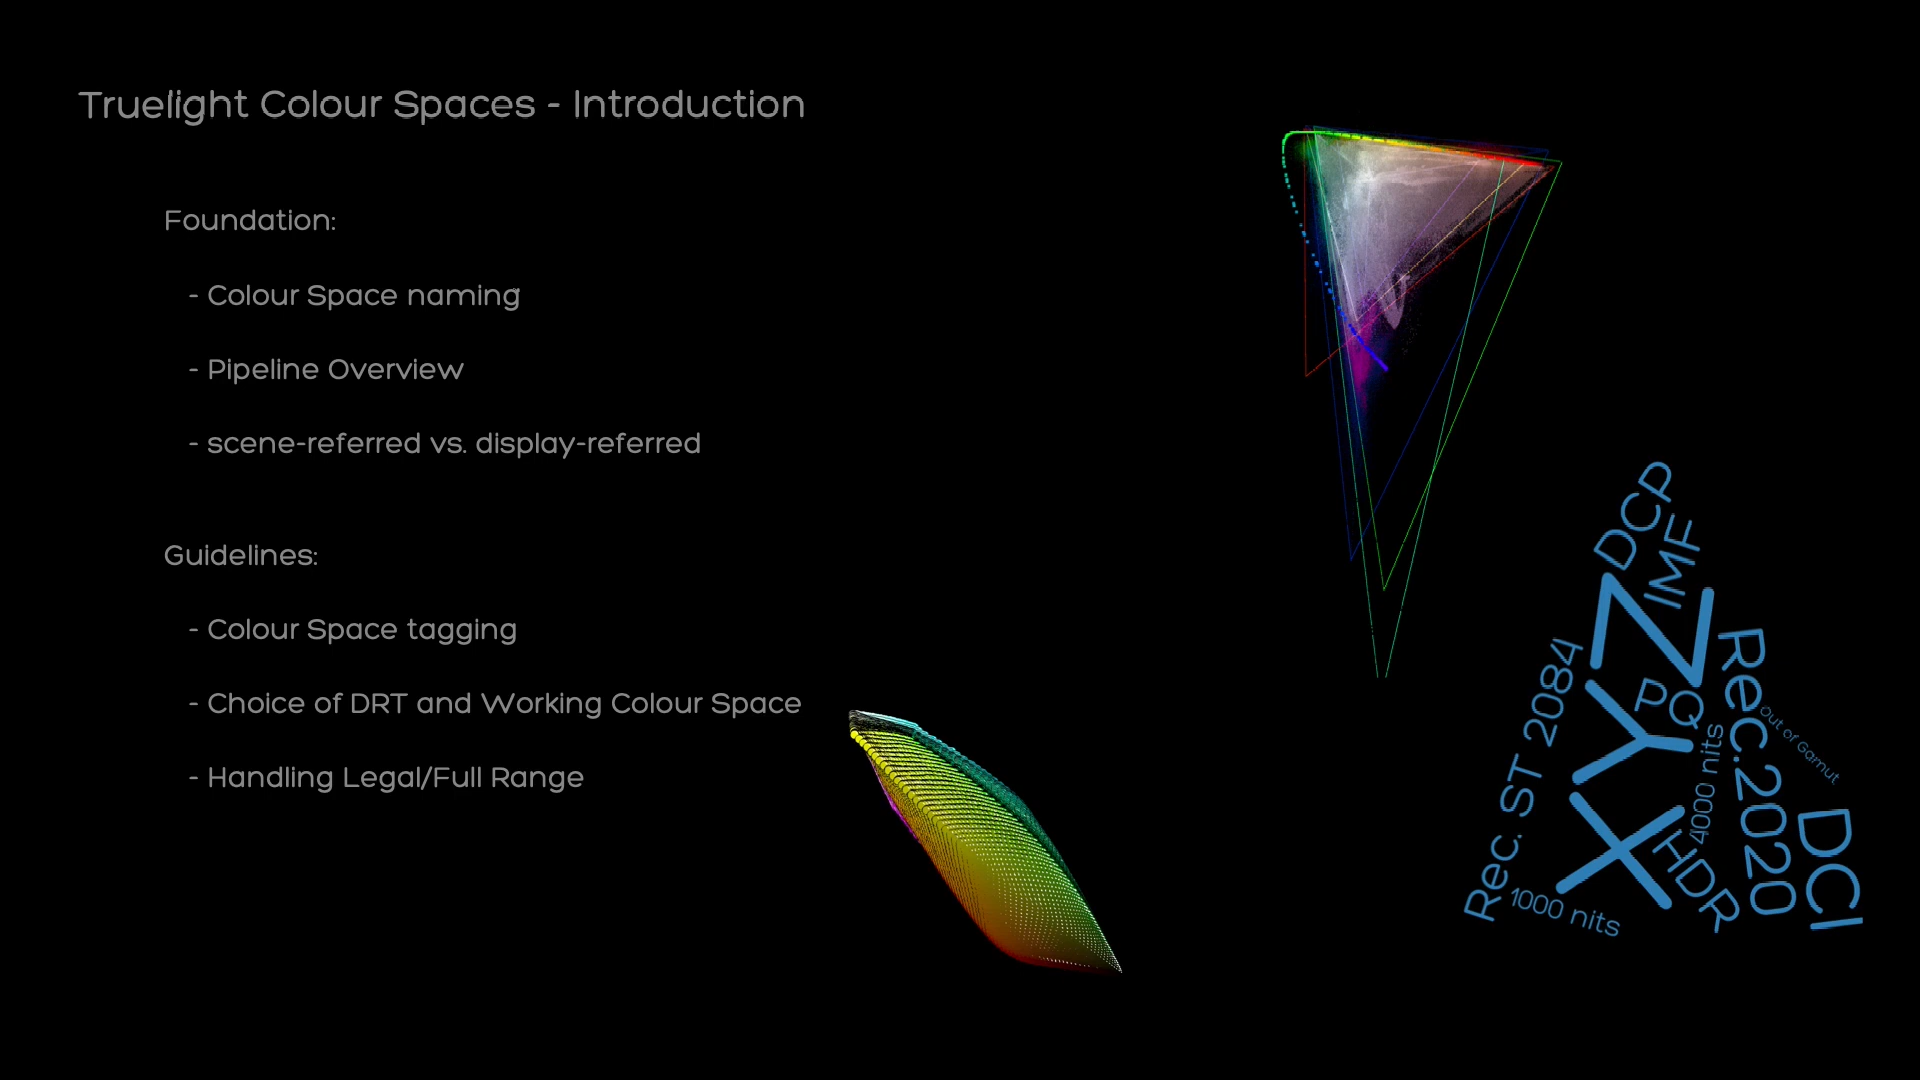 Truelight Colour Spaces - Introduction
Foundation:
- Colour Space naming
- Pipeline Overview
- scene-referred vs. display-referred
Guidelines:
- Colour Space tagging
- Choice of DRT and Working Colour Space
- Handling Legal/Full Range
DCP
IMF
Z
Y
X
PQ
Rec. ST 2084
Rec.2020
out of Gamut
4000 nits
HDR
1000 nits
DCI